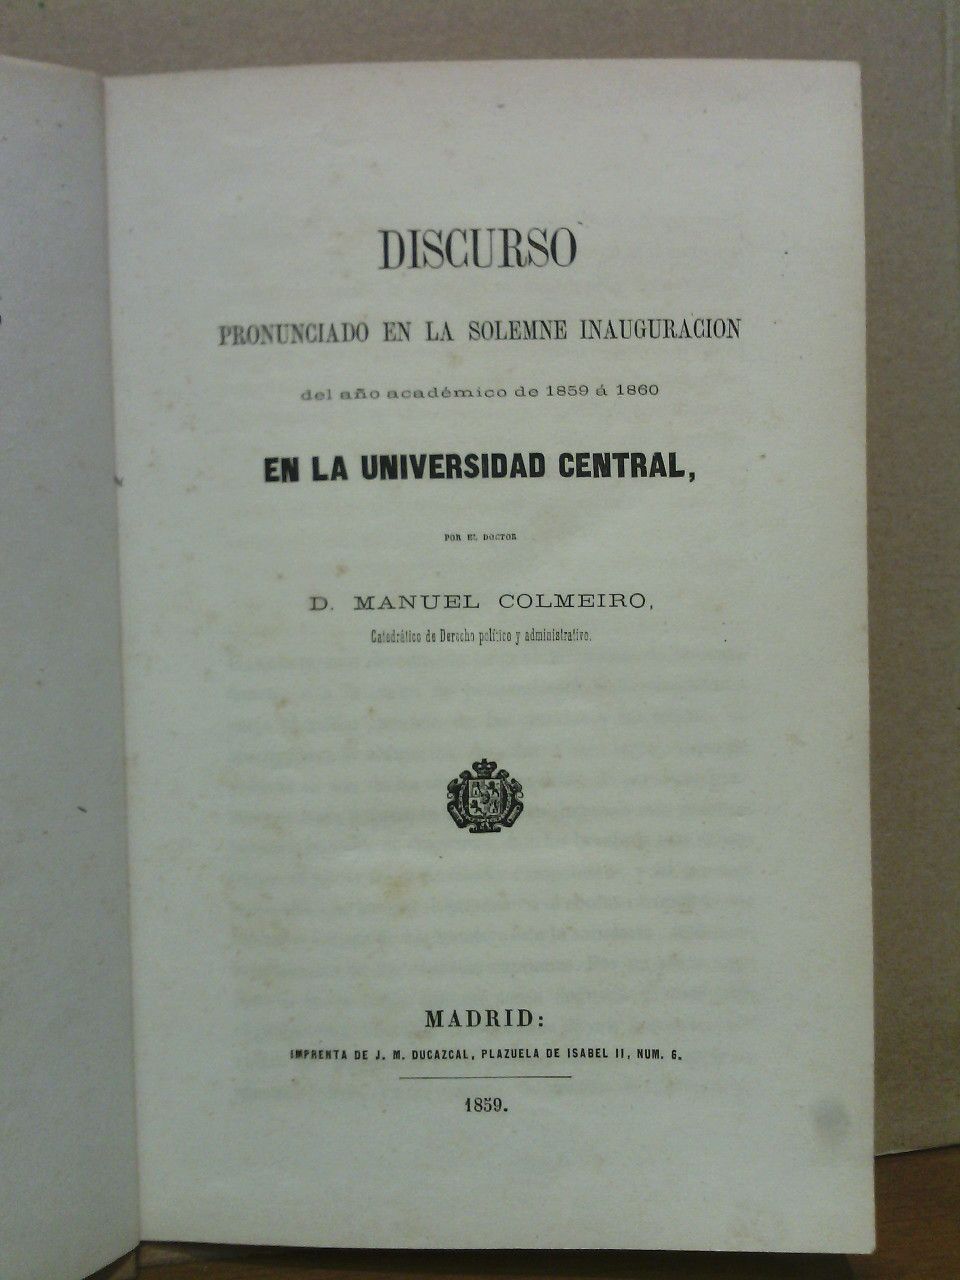 DISCURSO
PRONUNCIADO EN LA SOLEMNE INAUGURACION
del año académico de 1859 á 1860
EN LA UNIVERSIDAD CENTRAL,
POR EL DOCTOR
D. MANUEL COLMEIRO,
Catedrático de Derecho político y administrativo.
MADRID:
IMPRENTA DE J. M. DUCAZCAL, PLAZUELA DE ISABEL II, NUM. 6.
1859.